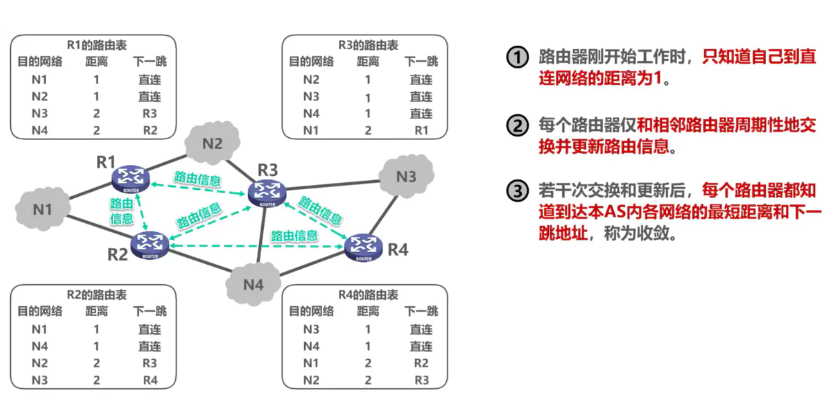 R1的路由表
目的网络 距离 下一跳
N1 1 直连
N2 1 直连
N3 2 R3
N4 2 R2
R3的路由表
目的网络 距离 下一跳
N2 1 直连
N3 1 直连
N4 1 直连
N1 2 R1
N2
R1
R3
N3
N1
R2
R4
N4
路由信息
路由
信息
路由信息
路由信息
路由信息
ROUTER
ROUTER
ROUTER
ROUTER
R2的路由表
目的网络 距离 下一跳
N1 1 直连
N4 1 直连
N2 2 R3
N3 2 R4
R4的路由表
目的网络 距离 下一跳
N3 1 直连
N4 1 直连
N1 2 R2
N2 2 R3
1 路由器刚开始工作时，只知道自己到直
连网络的距离为1。
2 每个路由器仅和相邻路由器周期性地交
换并更新路由信息。
3 若干次交换和更新后，每个路由器都知
道到达本AS内各网络的最短距离和下一
跳地址，称为收敛。